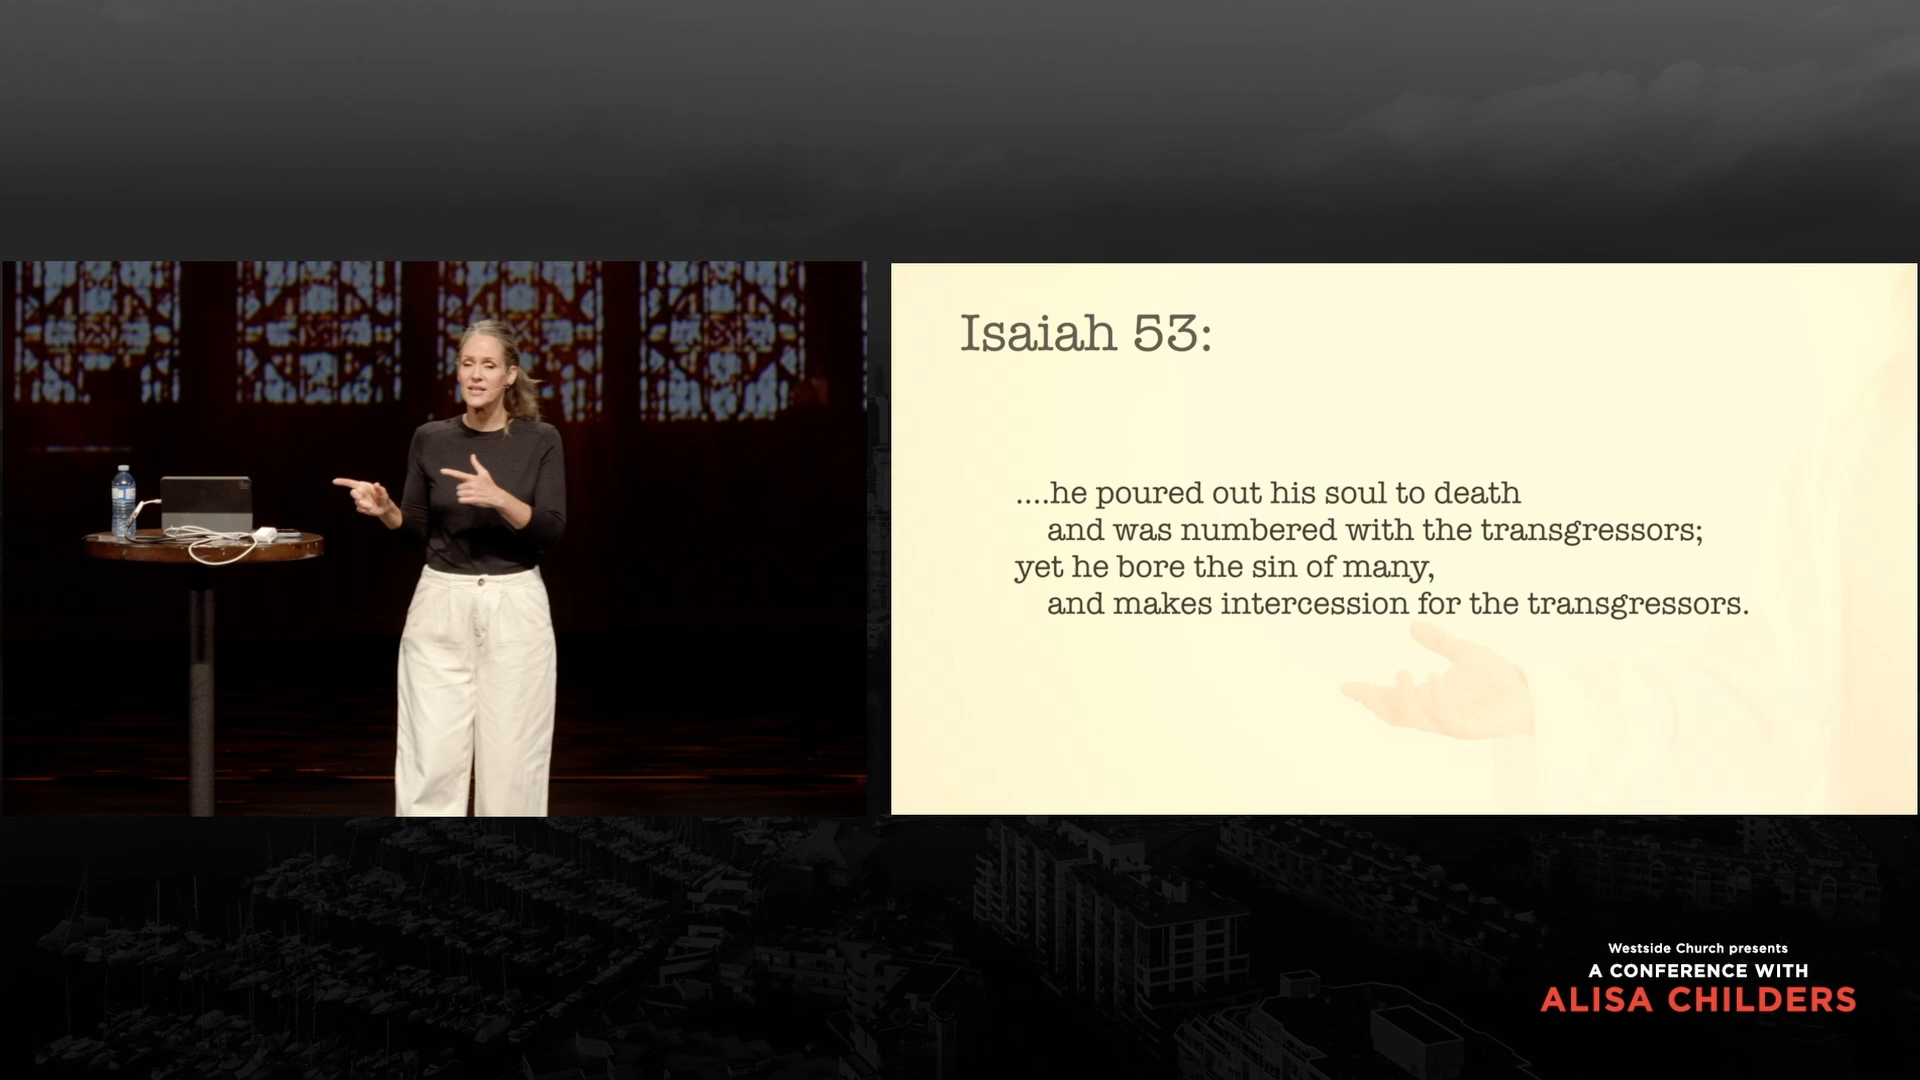 Isaiah 53:
....he poured out his soul to death
and was numbered with the transgressors;
yet he bore the sin of many,
and makes intercession for the transgressors.
Westside Church presents
A CONFERENCE WITH
ALISA CHILDERS